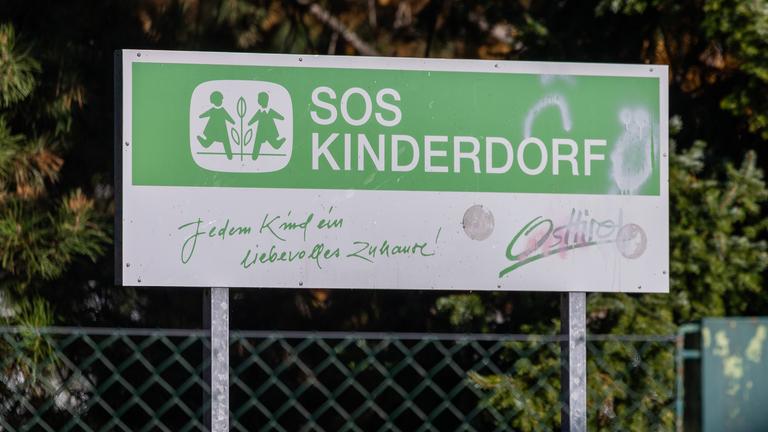 SOS
KINDERDORF
Jedem Kind ein
liebevolles Zuhause!
Osttirol